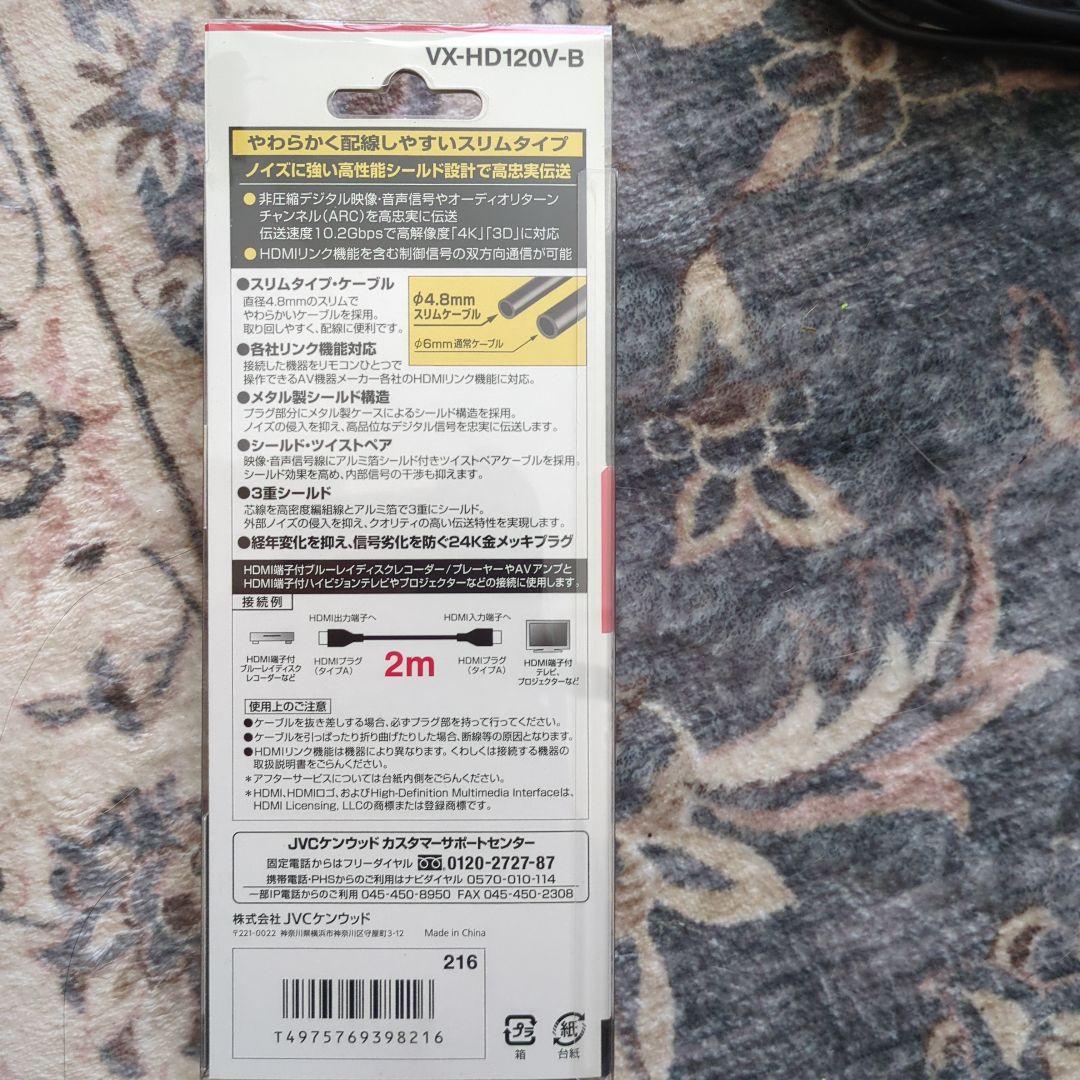 VX-HD120V-B
やわらかく配線しやすいスリムタイプ
ノイズに強い高性能シールド設計で高忠実伝送
●非圧縮デジタル映像・音声信号やオーディオリターン
チャンネル(ARC)を高忠実に伝送
伝送速度10.2Gbpsで高解像度「4K」「3D」に対応
●HDMIリンク機能を含む制御信号の双方向通信が可能
●スリムタイプ・ケーブル
直径4.8mmのスリムで
やわらかいケーブルを採用。
取り回しやすく、配線に便利です。
φ4.8mm
スリムケーブル
φ6mm通常ケーブル
●各社リンク機能対応
接続した機器をリモコンひとつで
操作できるAV機器メーカー各社のHDMIリンク機能に対応。
●メタル製シールド構造
プラグ部分にメタル製ケースによるシールド構造を採用。
ノイズの侵入を抑え、高品位なデジタル信号を忠実に伝送します。
●シールド・ツイストペア
映像・音声信号線にアルミ箔シールド付きツイストペアケーブルを採用。
シールド効果を高め、内部信号の干渉も抑えます。
●3重シールド
芯線を高密度編組線とアルミ箔で3重にシールド。
外部ノイズの侵入を抑え、クオリティの高い伝送特性を実現します。
●経年変化を抑え、信号劣化を防ぐ24K金メッキプラグ
HDMI端子付ブルーレイディスクレコーダー/プレーヤーやAVアンプと
HDMI端子付ハイビジョンテレビやプロジェクターなどの接続に使用します。
接続例
HDMI出力端子へ
HDMI入力端子へ
HDMI端子付
ブルーレイディスク
レコーダーなど
HDMIプラグ
(タイプA)
2m
HDMIプラグ
(タイプA)
HDMI端子付
テレビ、
プロジェクターなど
使用上のご注意
●ケーブルを抜き差しする場合、必ずプラグ部を持って行ってください。
●ケーブルを引っぱったり折り曲げたりした場合、断線等の原因となります。
●HDMIリンク機能は機器により異なります。くわしくは接続する機器の
取扱説明書をごらんください。
*アフターサービスについては台紙内側をごらんください。
*HDMI、HDMIロゴ、およびHigh-Definition Multimedia Interfaceは、
HDMI Licensing, LLCの商標または登録商標です。
JVCケンウッド カスタマーサポートセンター
固定電話からはフリーダイヤル 0120-2727-87
携帯電話・PHSからのご利用はナビダイヤル 0570-010-114
一部IP電話からのご利用 045-450-8950 FAX 045-450-2308
株式会社 JVCケンウッド
〒221-0022 神奈川県横浜市神奈川区守屋町3-12 Made in China
216
T4975769398216
プラ
箱
紙
台紙